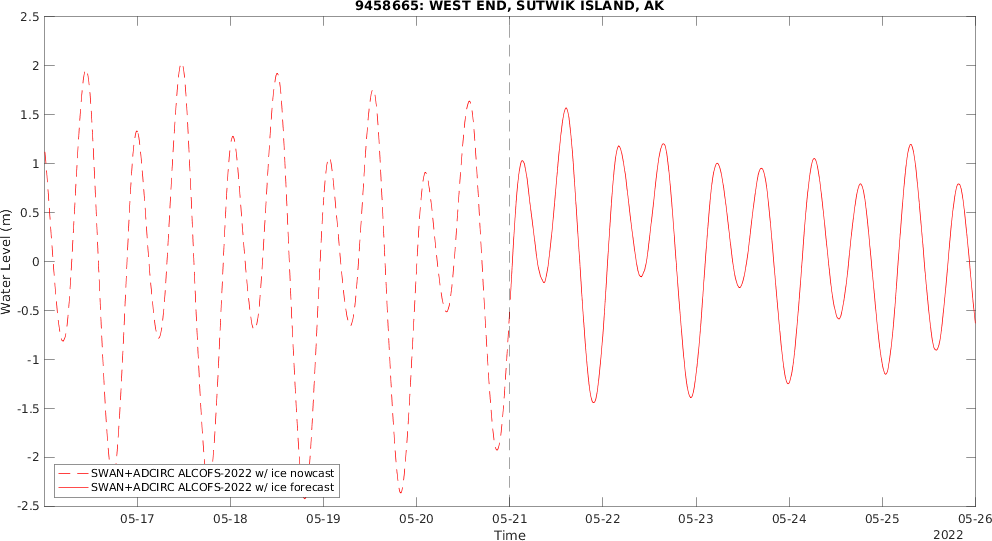 9458665: WEST END, SUTWIK ISLAND, AK
2.5
2
1.5
1
0.5
0
-0.5
-1
-1.5
-2
-2.5
Water Level (m)
SWAN+ADCIRC ALCOFS-2022 w/ ice nowcast
SWAN+ADCIRC ALCOFS-2022 w/ ice forecast
05-17 05-18 05-19 05-20 05-21 05-22 05-23 05-24 05-25 05-26
Time
2022